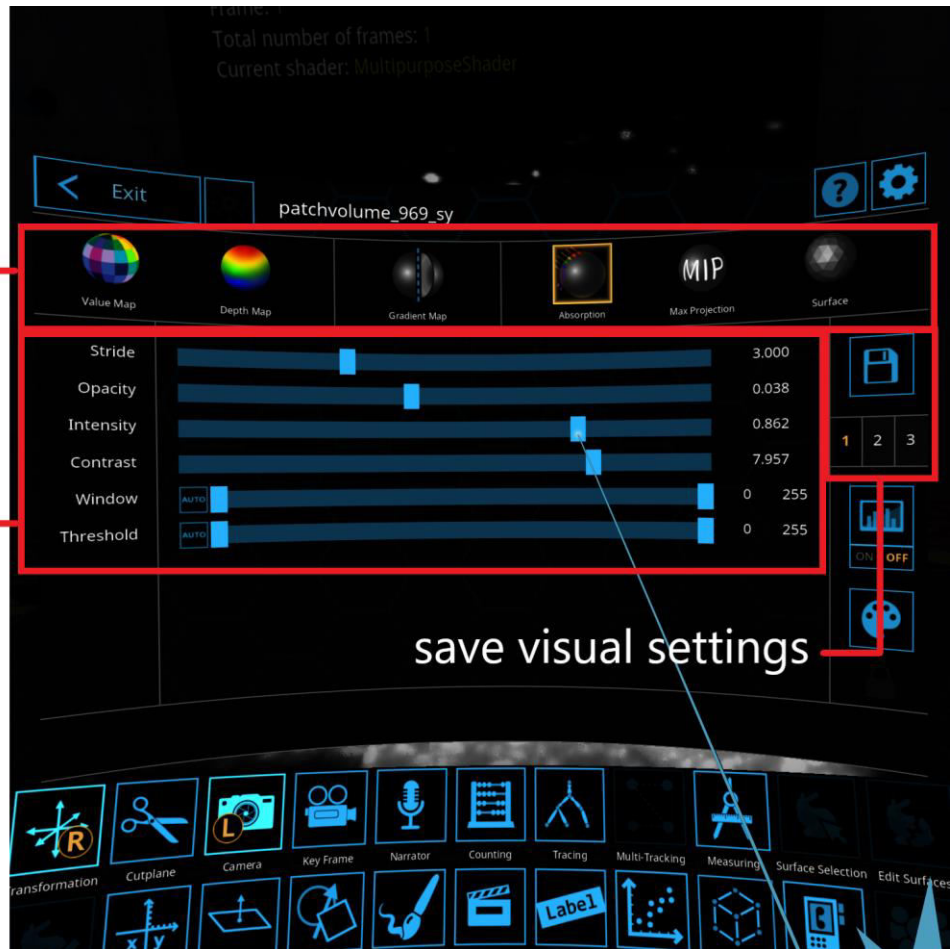 Frame: 1
Total number of frames: 1
Current shader: MultipurposeShader
Exit
?
patchvolume_969_sy
Value Map
Depth Map
Gradient Map
Absorption
MIP
Max Projection
Surface
Stride 3.000
Opacity 0.038
Intensity 0.862
Contrast 7.957
Window AUTO 0 255
Threshold AUTO 0 255
1 2 3
ON OFF
save visual settings
R
L
Transformation
Cutplane
Camera
Key Frame
Narrator
Counting
Tracing
Multi-Tracking
Measuring
Surface Selection
Edit Surfaces
x y
Label